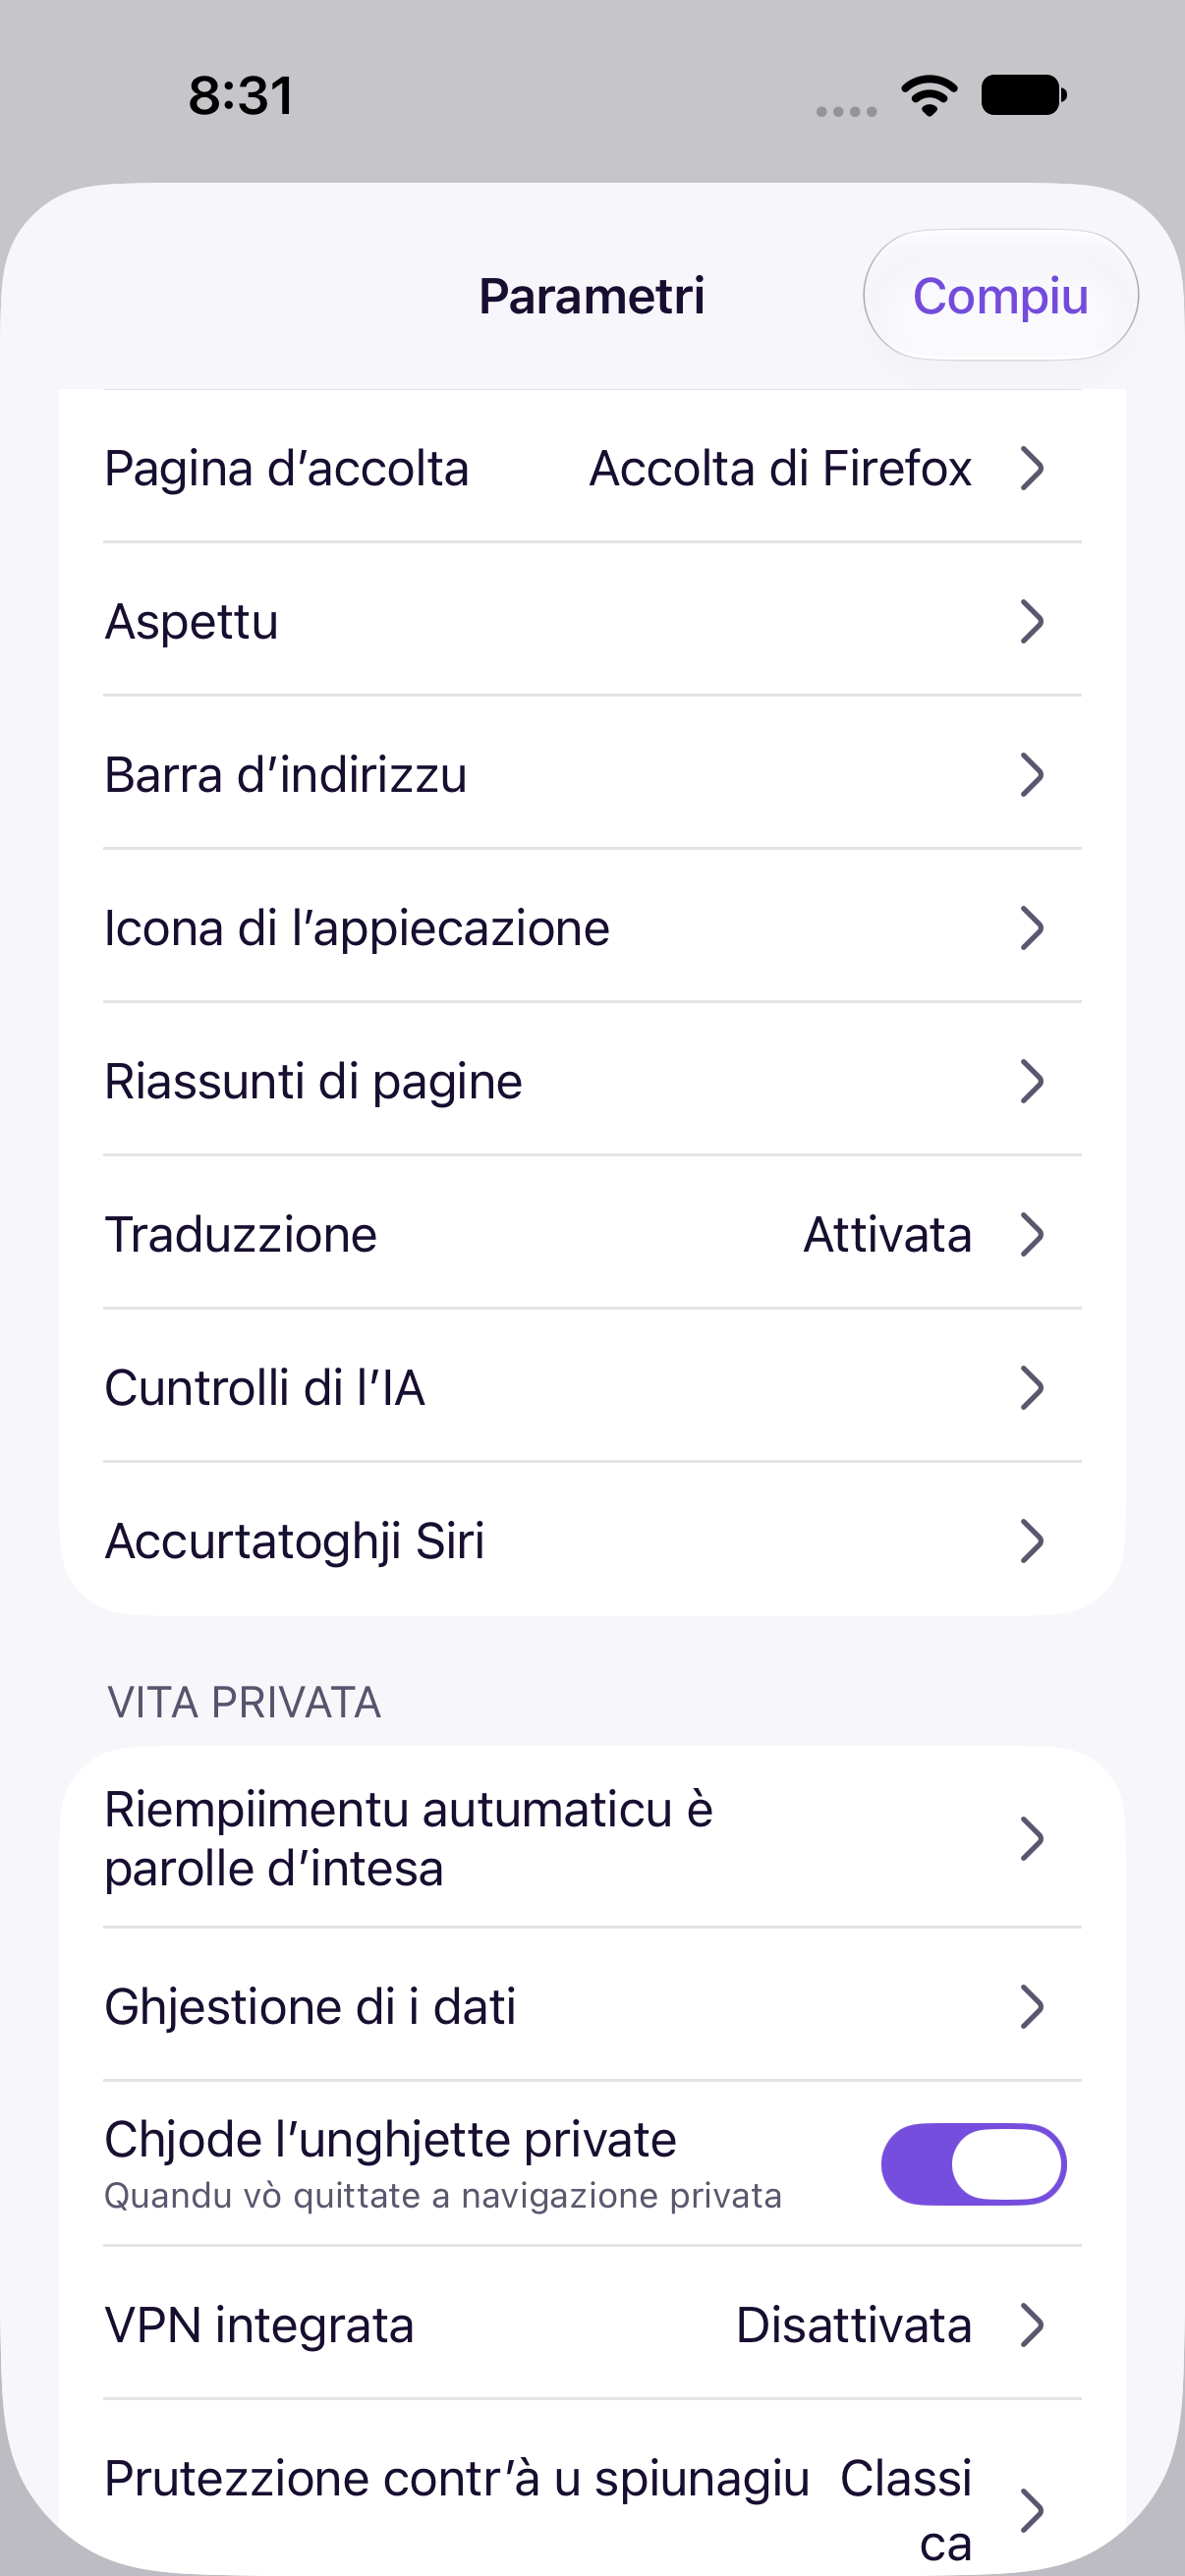 8:31
Parametri
Compiu
Pagina d’accolta
Accolta di Firefox
Aspettu
Barra d’indirizzu
Icona di l’appiecazione
Riassunti di pagine
Traduzzione
Attivata
Cuntrolli di l’IA
Accurtatoghji Siri
VITA PRIVATA
Riempiimentu autumaticu è
parolle d’intesa
Ghjestione di i dati
Chjode l’unghjette private
Quandu vò quittate a navigazione privata
VPN integrata
Disattivata
Prutezzione contr’à u spiunagiu
Classi
ca